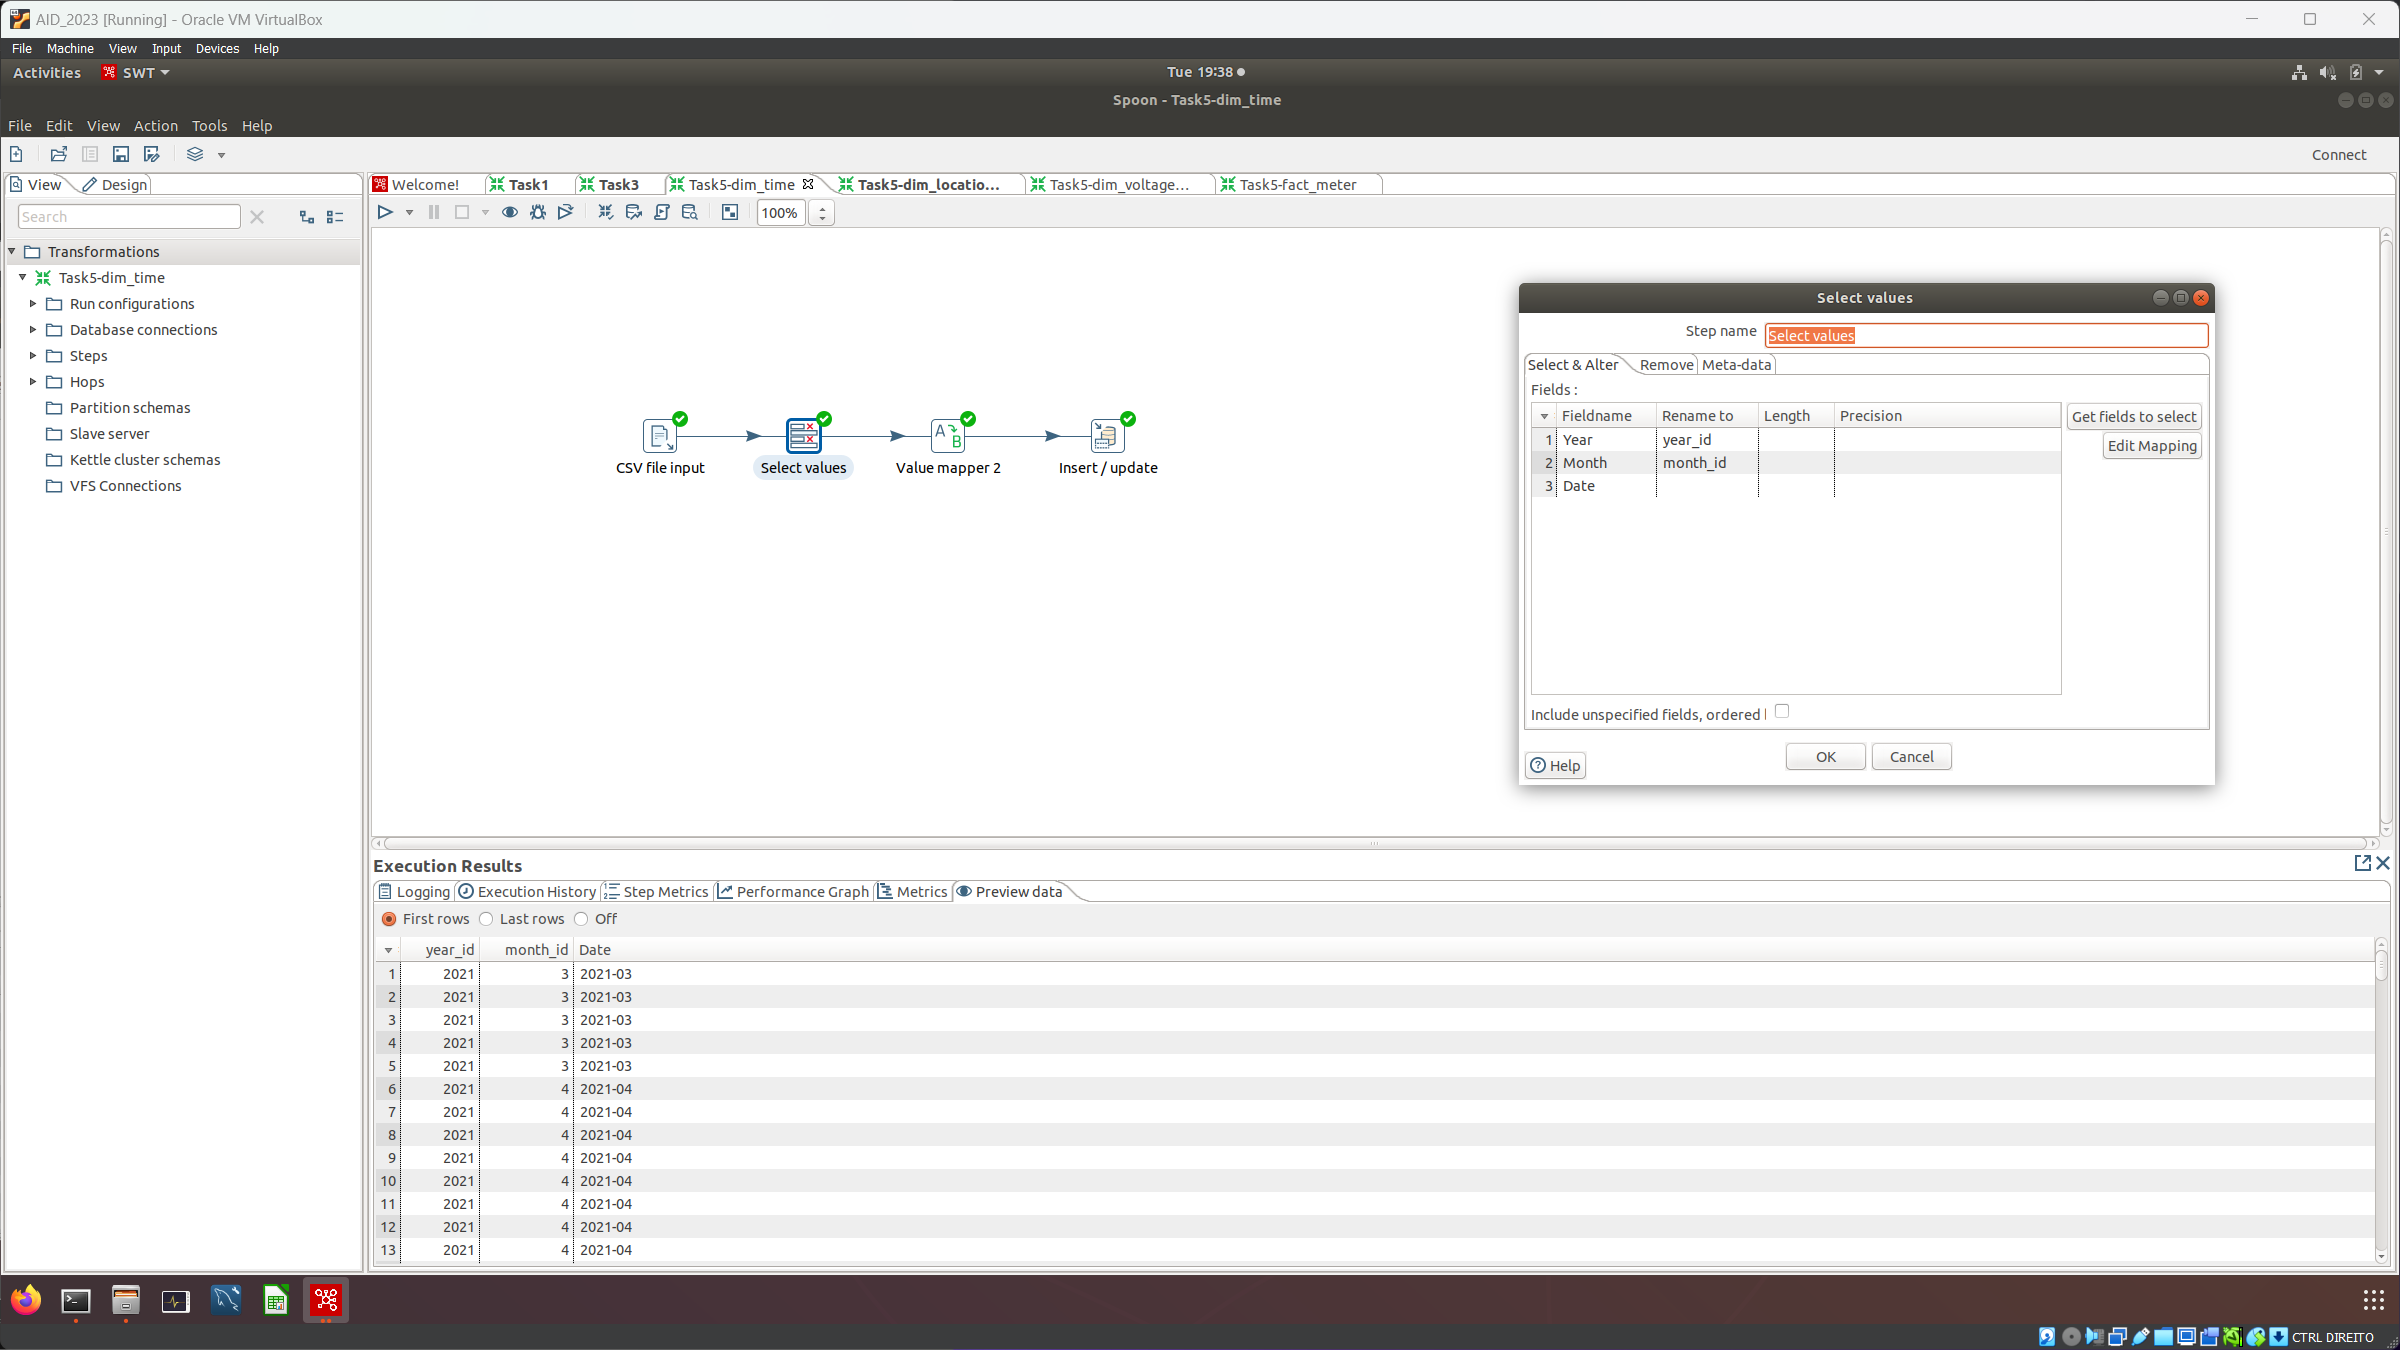 AID_2023 [Running] - Oracle VM VirtualBox
File Machine View Input Devices Help
Activities SWT Tue 19:38
Spoon - Task5-dim_time
File Edit View Action Tools Help
Connect
View Design
Welcome! Task1 Task3 Task5-dim_time Task5-dim_locatio... Task5-dim_voltage... Task5-fact_meter
Search
100%
Transformations
Task5-dim_time
Run configurations
Database connections
Steps
Hops
Partition schemas
Slave server
Kettle cluster schemas
VFS Connections
CSV file input Select values Value mapper 2 Insert / update
Select values
Step name Select values
Select & Alter Remove Meta-data
Fields :
Fieldname Rename to Length Precision
1 Year year_id
2 Month month_id
3 Date
Get fields to select
Edit Mapping
Include unspecified fields, ordered
OK Cancel
Help
Execution Results
Logging Execution History Step Metrics Performance Graph Metrics Preview data
First rows Last rows Off
year_id month_id Date
1 2021 3 2021-03
2 2021 3 2021-03
3 2021 3 2021-03
4 2021 3 2021-03
5 2021 3 2021-03
6 2021 4 2021-04
7 2021 4 2021-04
8 2021 4 2021-04
9 2021 4 2021-04
10 2021 4 2021-04
11 2021 4 2021-04
12 2021 4 2021-04
13 2021 4 2021-04
CTRL DIREITO